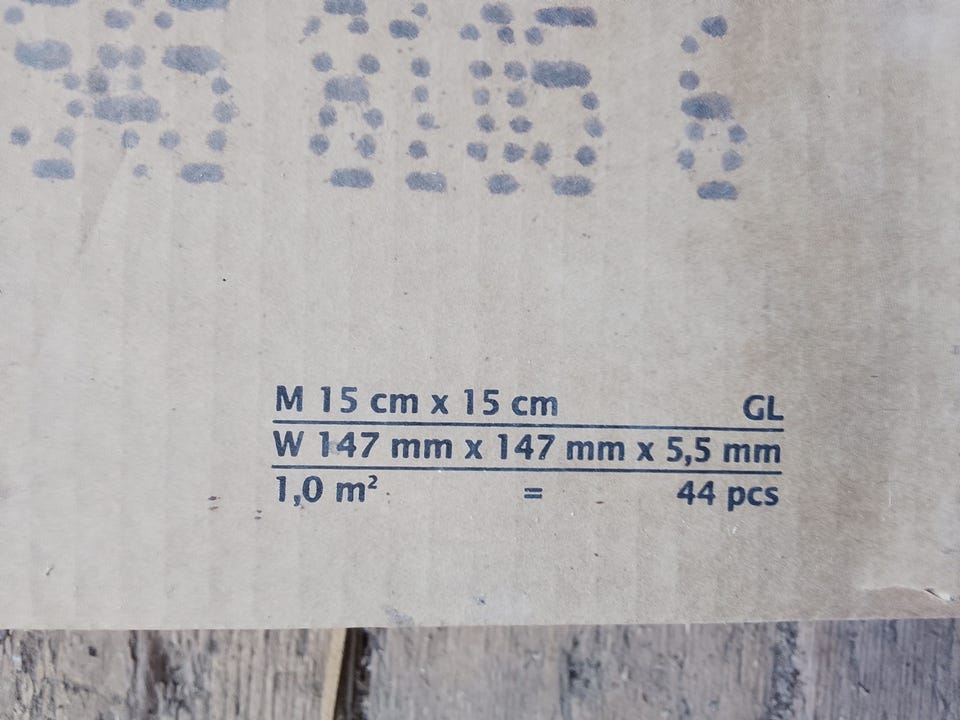 M 15 cm x 15 cm GL
W 147 mm x 147 mm x 5,5 mm
1,0 m² = 44 pcs